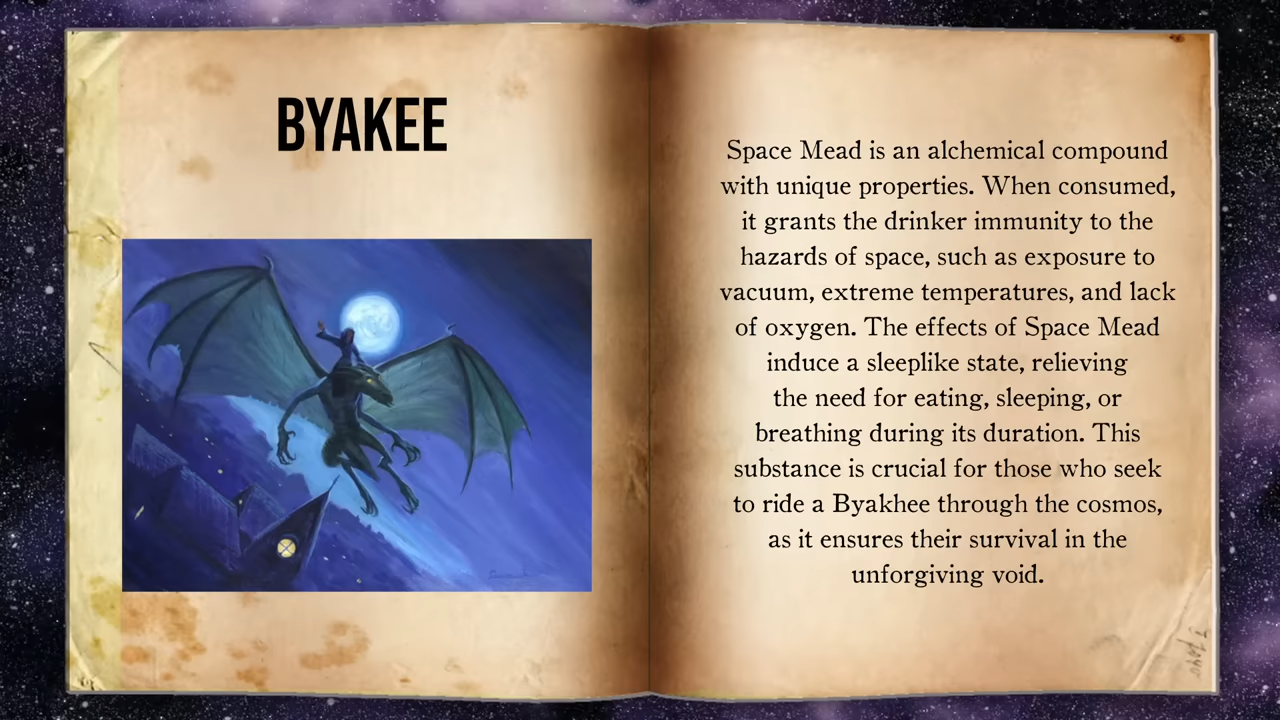 BYAKEE
Space Mead is an alchemical compound
with unique properties. When consumed,
it grants the drinker immunity to the
hazards of space, such as exposure to
vacuum, extreme temperatures, and lack
of oxygen. The effects of Space Mead
induce a sleeplike state, relieving
the need for eating, sleeping, or
breathing during its duration. This
substance is crucial for those who seek
to ride a Byakhee through the cosmos,
as it ensures their survival in the
unforgiving void.